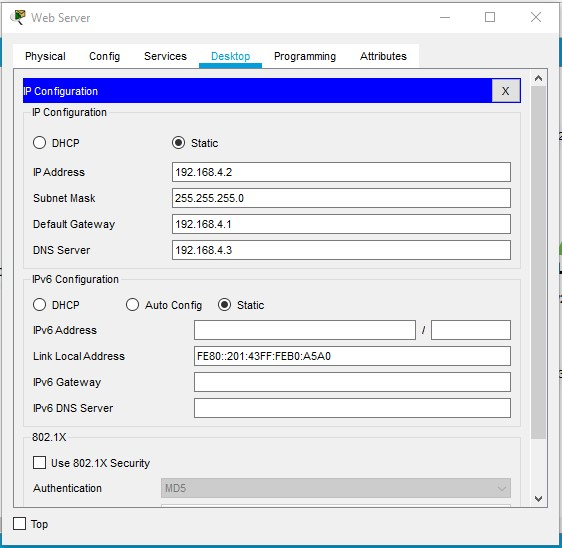 Web Server
Physical Config Services Desktop Programming Attributes
IP Configuration X
IP Configuration
DHCP Static
IP Address 192.168.4.2
Subnet Mask 255.255.255.0
Default Gateway 192.168.4.1
DNS Server 192.168.4.3
IPv6 Configuration
DHCP Auto Config Static
IPv6 Address /
Link Local Address FE80::201:43FF:FEB0:A5A0
IPv6 Gateway
IPv6 DNS Server
802.1X
Use 802.1X Security
Authentication MD5
Top